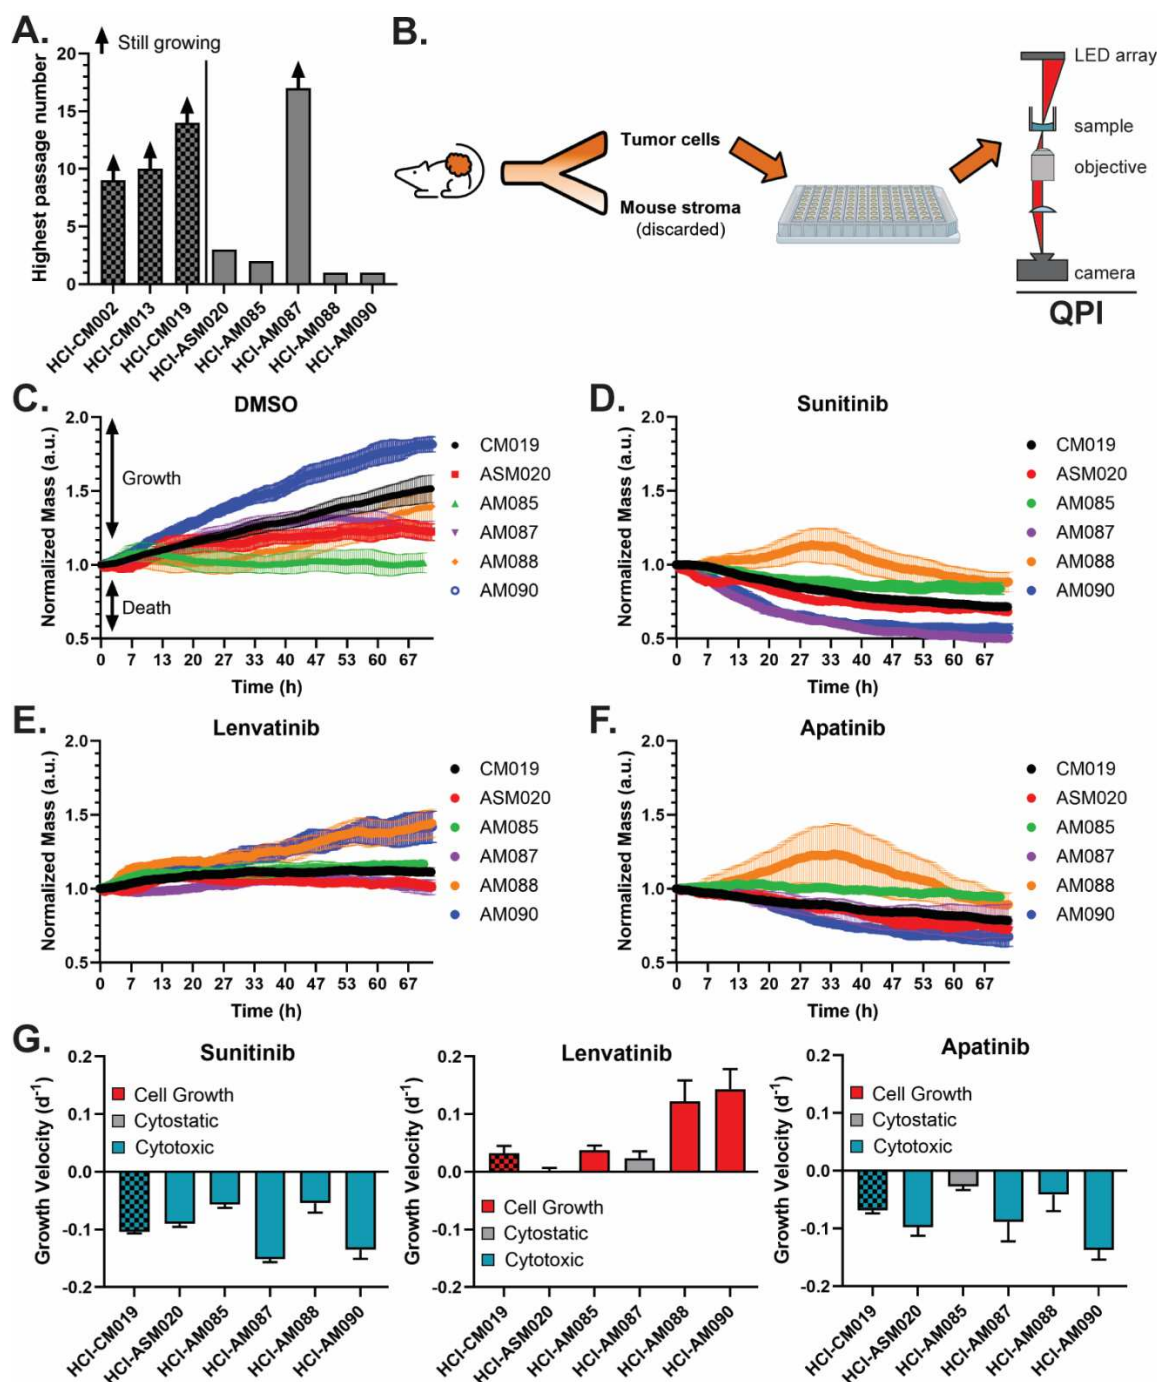 A.
Still growing
Highest passage number
20
15
10
5
0
HCI-CM002
HCI-CM013
HCI-CM019
HCI-ASM020
HCI-AM085
HCI-AM087
HCI-AM088
HCI-AM090
B.
Tumor cells
Mouse stroma
(discarded)
LED array
sample
objective
camera
QPI
C.
DMSO
Normalized Mass (a.u.)
2.0
1.5
1.0
0.5
Growth
Death
0 7 13 20 27 33 40 47 53 60 67
Time (h)
CM019
ASM020
AM085
AM087
AM088
AM090
D.
Sunitinib
Normalized Mass (a.u.)
2.0
1.5
1.0
0.5
0 7 13 20 27 33 40 47 53 60 67
Time (h)
CM019
ASM020
AM085
AM087
AM088
AM090
E.
Lenvatinib
Normalized Mass (a.u.)
2.0
1.5
1.0
0.5
0 7 13 20 27 33 40 47 53 60 67
Time (h)
CM019
ASM020
AM085
AM087
AM088
AM090
F.
Apatinib
Normalized Mass (a.u.)
2.0
1.5
1.0
0.5
0 7 13 20 27 33 40 47 53 60 67
Time (h)
CM019
ASM020
AM085
AM087
AM088
AM090
G.
Sunitinib
Growth Velocity (d⁻¹)
0.2
0.1
0.0
-0.1
-0.2
Cell Growth
Cytostatic
Cytotoxic
HCI-CM019
HCI-ASM020
HCI-AM085
HCI-AM087
HCI-AM088
HCI-AM090
Lenvatinib
Growth Velocity (d⁻¹)
0.2
0.1
0.0
-0.1
-0.2
Cell Growth
Cytostatic
Cytotoxic
HCI-CM019
HCI-ASM020
HCI-AM085
HCI-AM087
HCI-AM088
HCI-AM090
Apatinib
Growth Velocity (d⁻¹)
0.2
0.1
0.0
-0.1
-0.2
Cell Growth
Cytostatic
Cytotoxic
HCI-CM019
HCI-ASM020
HCI-AM085
HCI-AM087
HCI-AM088
HCI-AM090